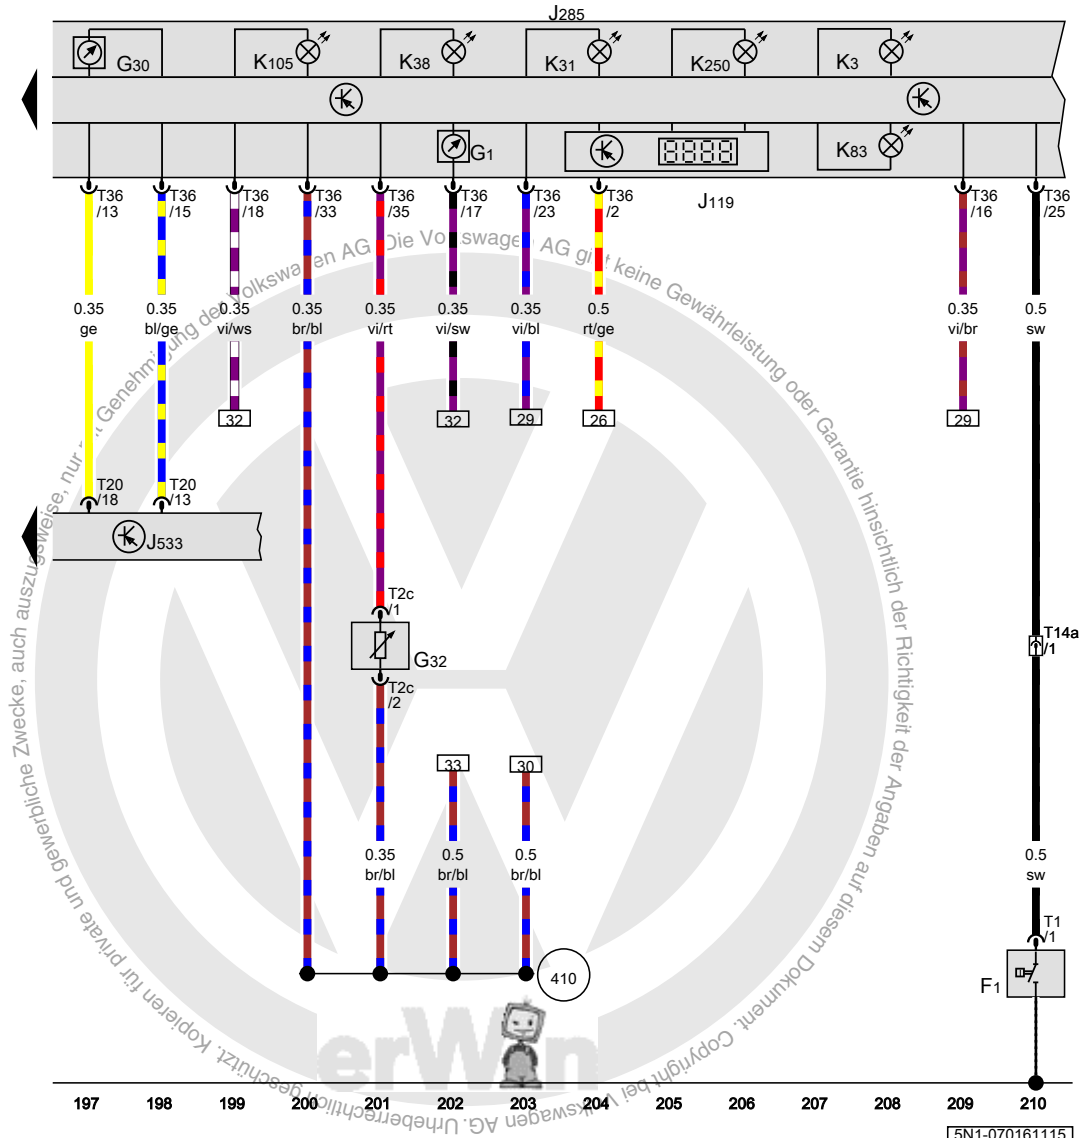 J285
G30
K105
K38
K31
K250
K3
G1
K83
J119
T36
/13
T36
/15
T36
/18
T36
/33
T36
/35
T36
/17
T36
/23
T36
/2
T36
/16
T36
/25
0.35
ge
0.35
bl/ge
0.35
vi/ws
0.35
br/bl
0.35
vi/rt
0.35
vi/sw
0.35
vi/bl
0.5
rt/ge
0.35
vi/br
0.5
sw
32
32
29
26
29
T20
/18
T20
/13
J533
T2c
/1
G32
T2c
/2
T14a
/1
33
30
0.35
br/bl
0.5
br/bl
0.5
br/bl
0.5
sw
410
T1
/1
F1
erWin
197 198 199 200 201 202 203 204 205 206 207 208 209 210
5N1-070161115
Volkswagen AG. Die Volkswagen AG gibt keine Gewährleistung oder Garantie hinsichtlich der Richtigkeit der Angaben auf diesem Dokument. Copyright bei Volkswagen AG.
Urheberrechtlich geschützt. Kopieren für private und gewerbliche Zwecke, auch auszugsweise, nur mit Genehmigung der